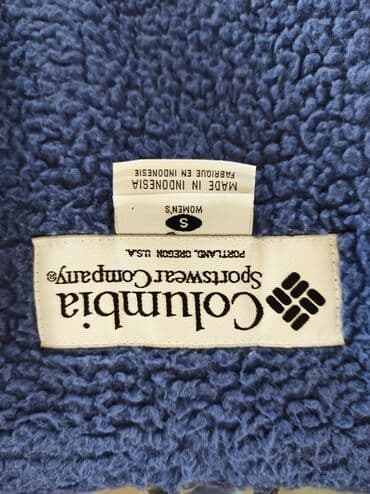 Columbia
Sportswear Company®
PORTLAND, OREGON U.S.A.
S
WOMEN'S
MADE IN INDONESIA
FABRIQUE EN INDONESIE